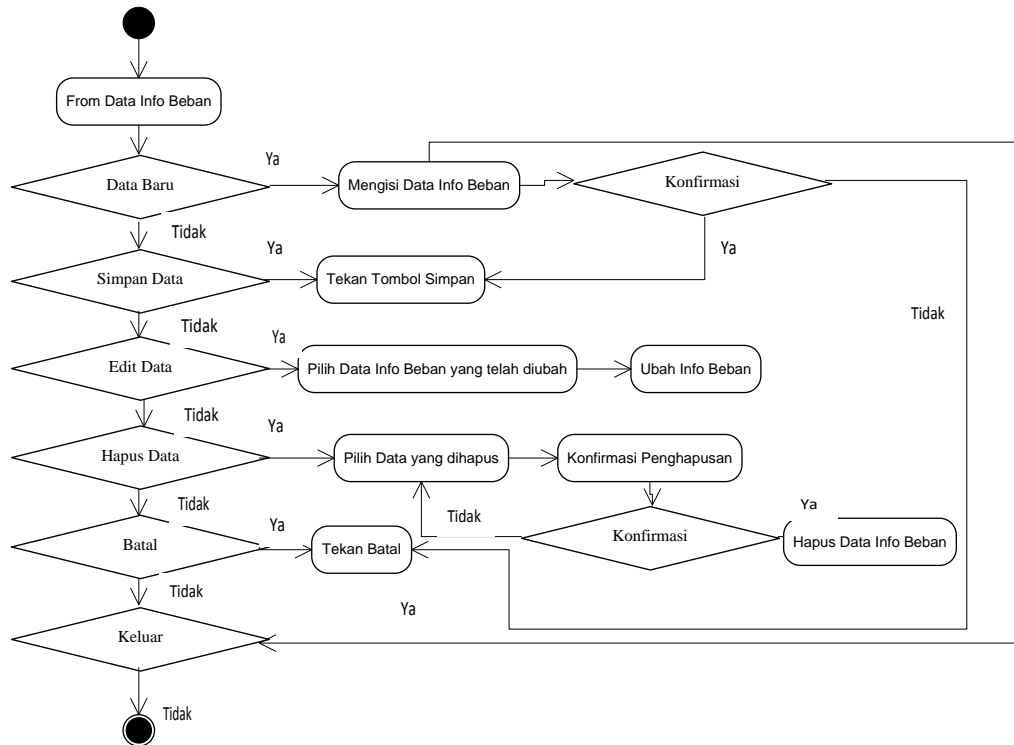 From Data Info Beban
Ya
Data Baru
Mengisi Data Info Beban
Konfirmasi
Tidak
Ya
Ya
Simpan Data
Tekan Tombol Simpan
Tidak
Tidak
Ya
Edit Data
Pilih Data Info Beban yang telah diubah
Ubah Info Beban
Tidak
Ya
Hapus Data
Pilih Data yang dihapus
Konfirmasi Penghapusan
Tidak
Ya
Tidak
Ya
Batal
Tekan Batal
Konfirmasi
Hapus Data Info Beban
Tidak
Ya
Keluar
Tidak